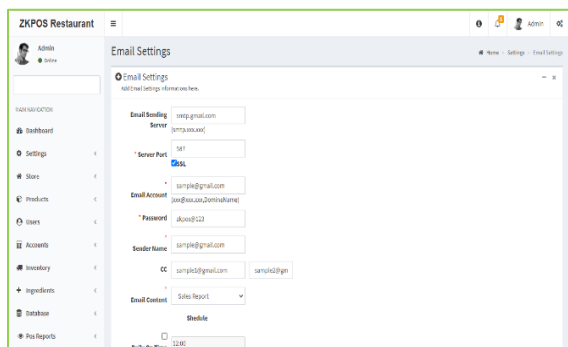 ZKPOS Restaurant
Admin
Admin
Online
Email Settings
Home > Settings > Email Settings
Email Settings
Add Email Settings informations here.
MAIN NAVIGATION
Dashboard
Settings
Store
Products
Users
Accounts
Inventory
Ingredients
Database
Pos Reports
Email Sending Server
smtp.gmail.com
(smtp.xxx.xxx)
* Server Port
587
SSL
* Email Account
sample@gmail.com
(xxx@xxx.xxx,DomineName)
* Password
zkpos@123
* Sender Name
sample@gmail.com
CC
sample1@gmail.com
sample2@gm
* Email Content
Sales Report
Shedule
12:00